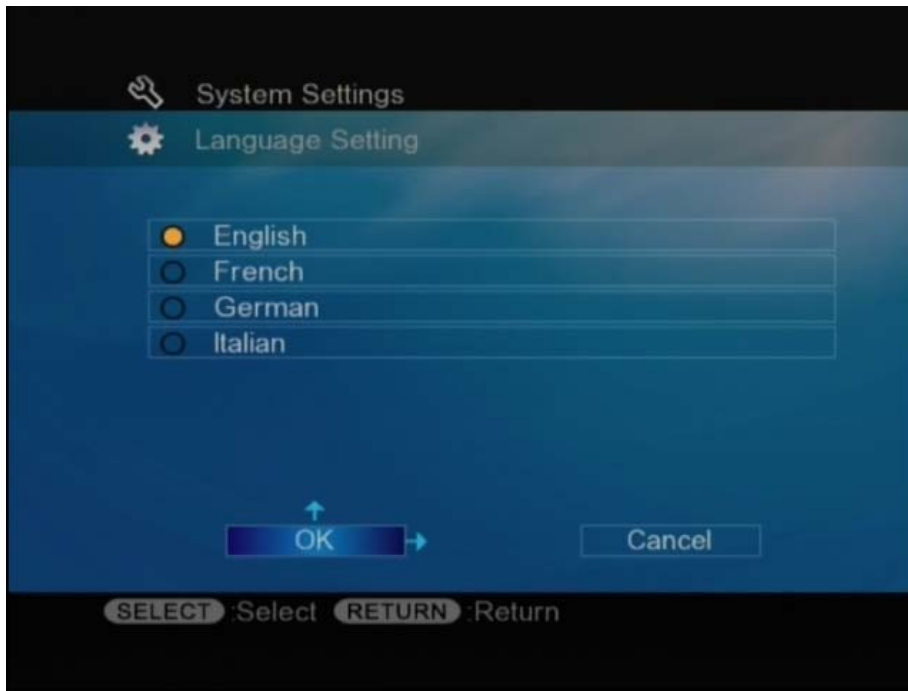 System Settings
Language Setting
English
French
German
Italian
OK Cancel
SELECT :Select RETURN :Return